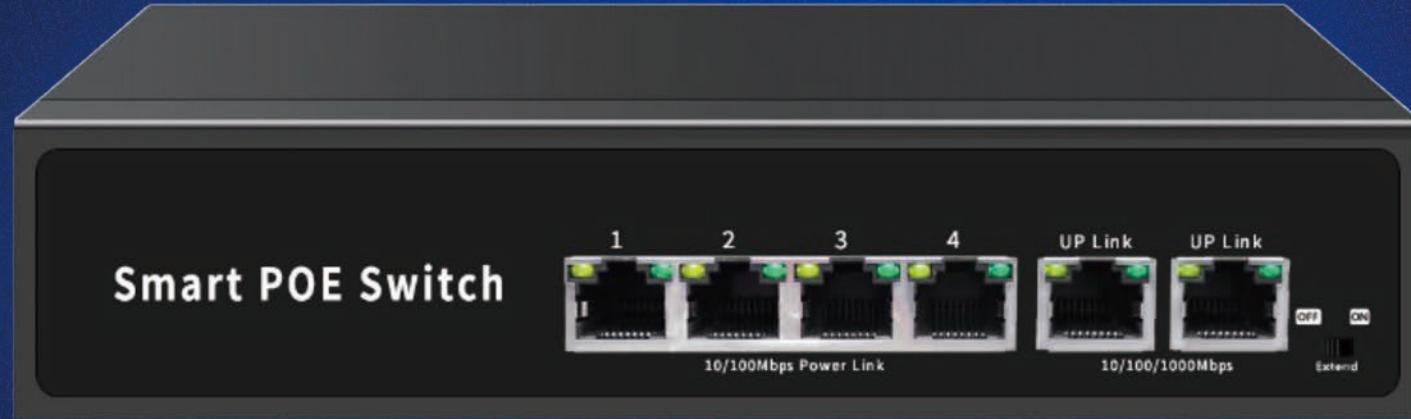 Smart POE Switch
1 2 3 4
UP Link UP Link
OFF ON
10/100Mbps Power Link
10/100/1000Mbps
Extend